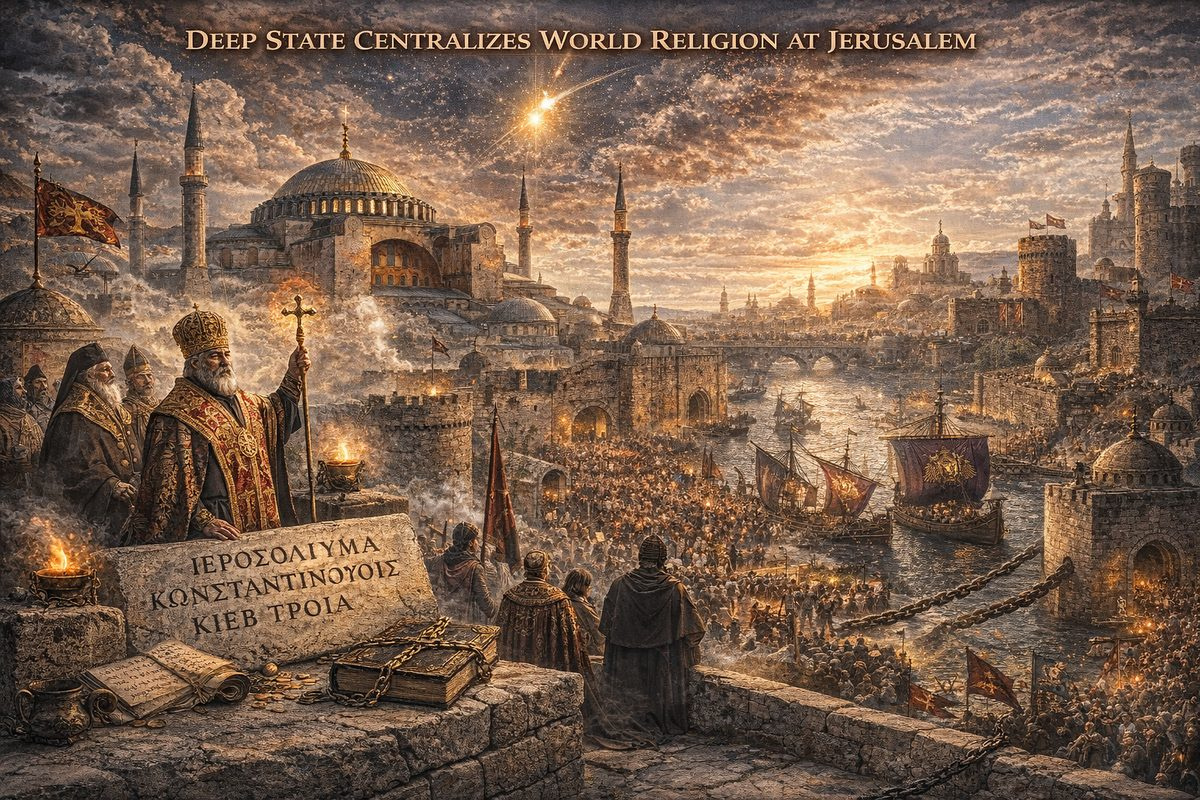 DEEP STATE CENTRALIZES WORLD RELIGION AT JERUSALEM
ΙΕΡΟΣΟΛΙΥΜΑ
ΚΩΝΣΤΑΝΤΙΝΟΥΟΙΣ
ΚΙΕΒ ΤΡΟΙΑ